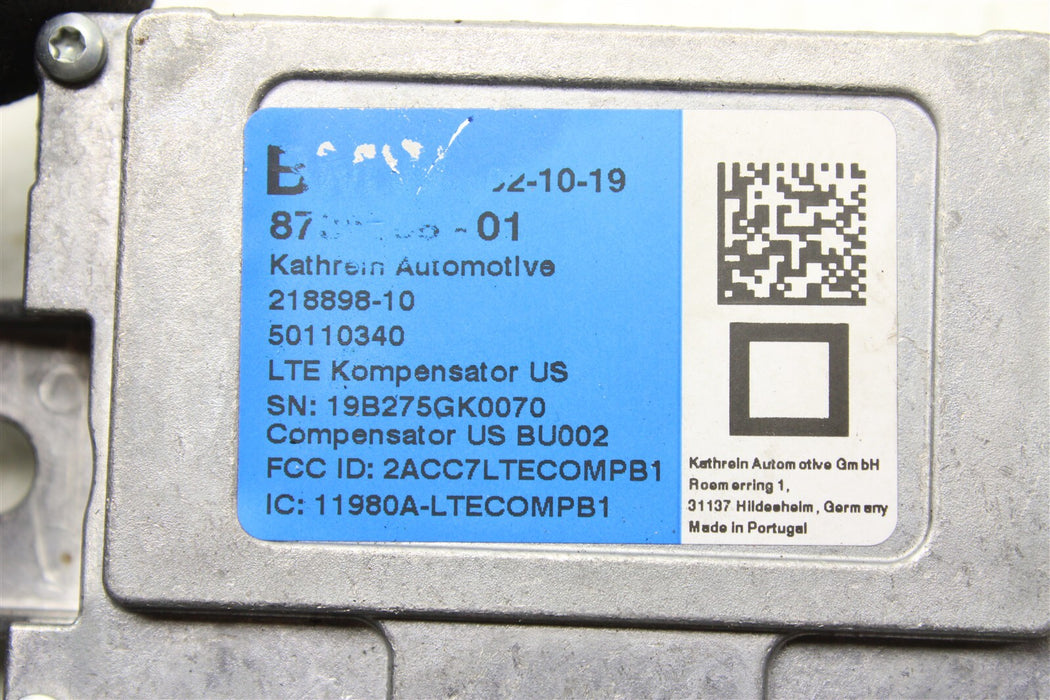 -10-19
- 01
Kathrein Automotive
218898-10
50110340
LTE Kompensator US
SN: 19B275GK0070
Compensator US BU002
FCC ID: 2ACC7LTECOMPB1
IC: 11980A-LTECOMPB1
Kathrein Automotive GmbH
Roemerring 1,
31137 Hildesheim, Germany
Made in Portugal